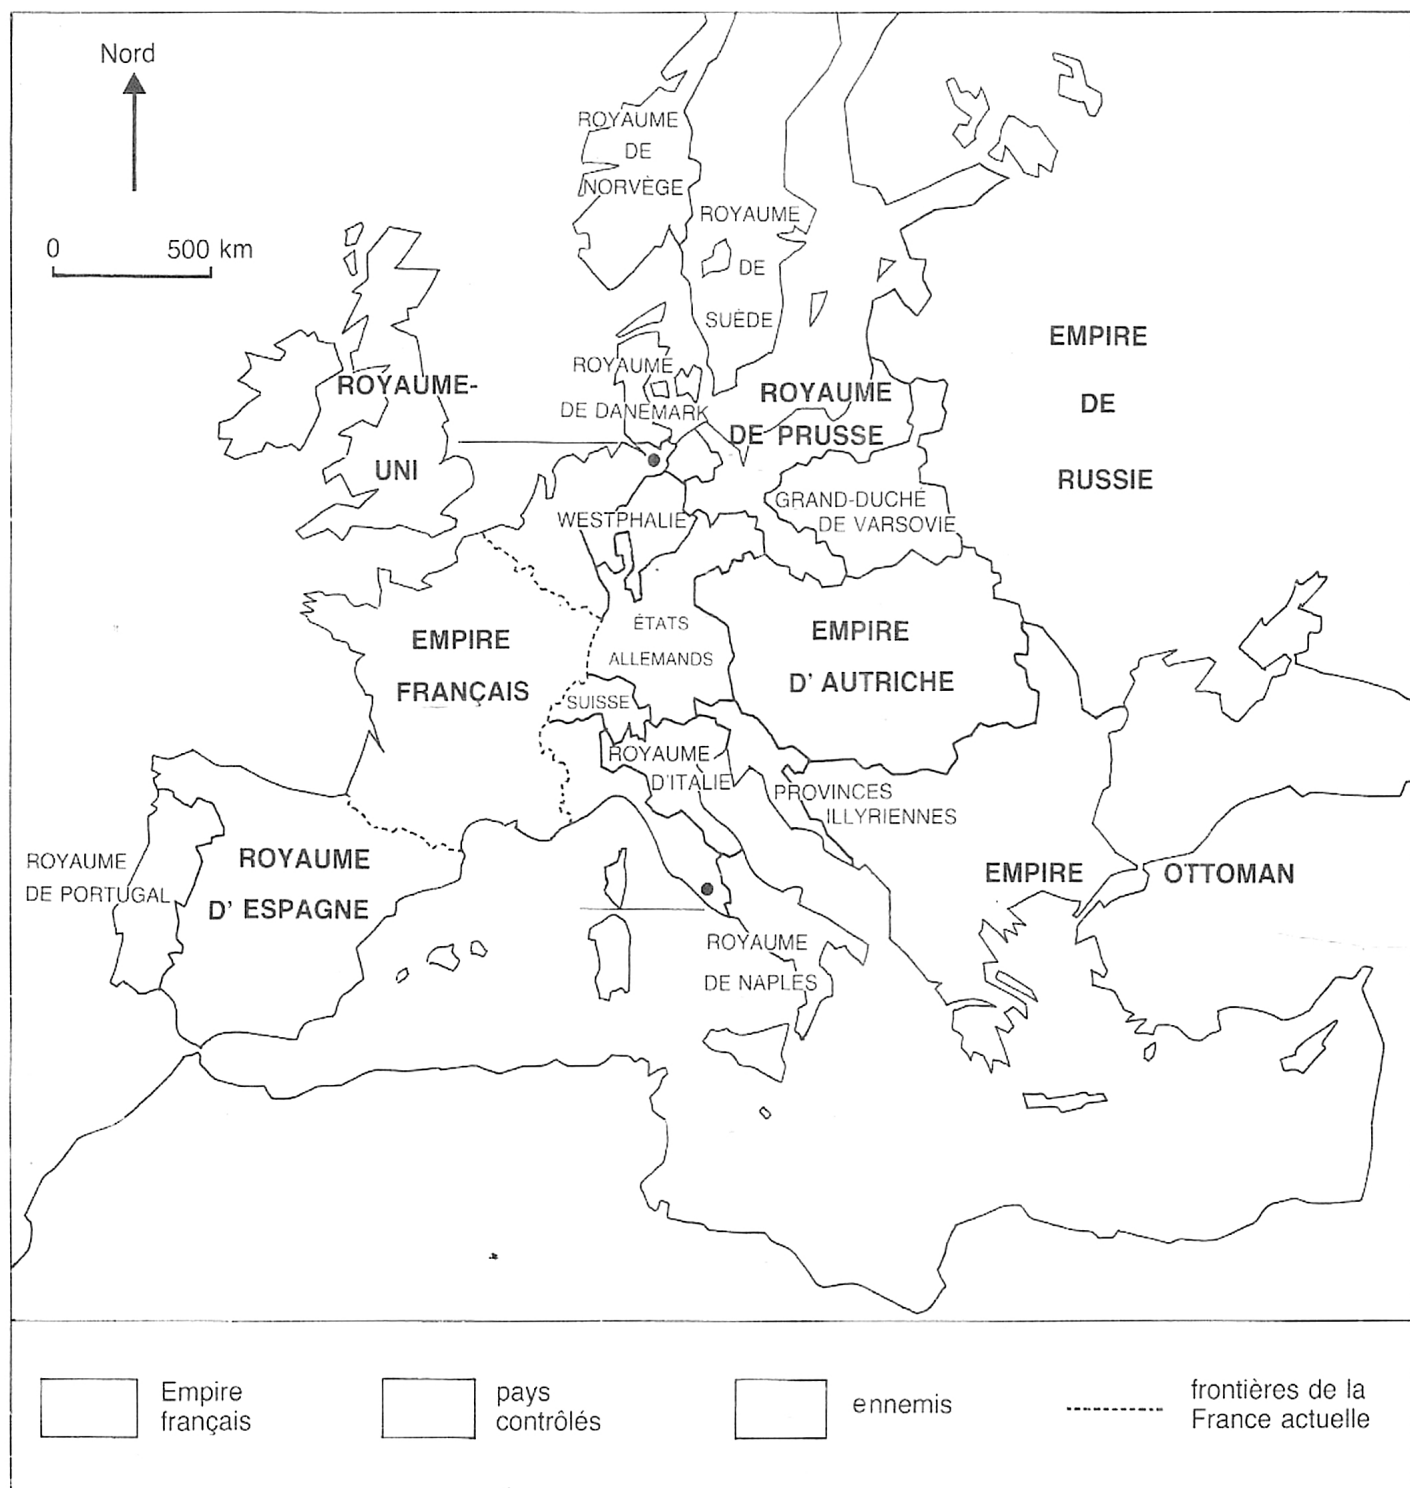 Nord
0 500 km
ROYAUME
DE
NORVÈGE
ROYAUME
DE
SUÈDE
ROYAUME
DE DANEMARK
ROYAUME-
UNI
ROYAUME
DE PRUSSE
EMPIRE
DE
RUSSIE
GRAND-DUCHÉ
DE VARSOVIE
WESTPHALIE
EMPIRE
FRANÇAIS
ÉTATS
ALLEMANDS
SUISSE
EMPIRE
D' AUTRICHE
ROYAUME
D'ITALIE
PROVINCES
ILLYRIENNES
ROYAUME
DE PORTUGAL
ROYAUME
D' ESPAGNE
EMPIRE OTTOMAN
ROYAUME
DE NAPLES
Empire
français
pays
contrôlés
ennemis
frontières de la
France actuelle